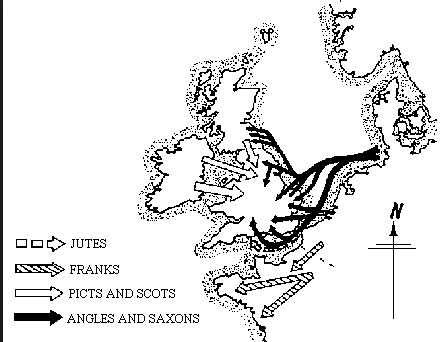 N
JUTES
FRANKS
PICTS AND SCOTS
ANGLES AND SAXONS